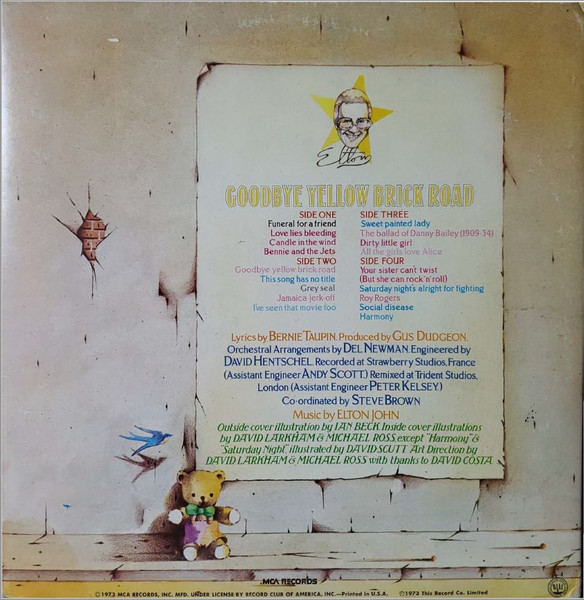 Elton
GOODBYE YELLOW BRICK ROAD
SIDE ONE
Funeral for a friend
Love lies bleeding
Candle in the wind
Bennie and the Jets
SIDE TWO
Goodbye yellow brick road
This song has no title
Grey seal
Jamaica jerk-off
I've seen that movie too
SIDE THREE
Sweet painted lady
The ballad of Danny Bailey (1909-34)
Dirty little girl
All the girls love Alice
SIDE FOUR
Your sister can't twist
(But she can rock 'n' roll)
Saturday night's alright for fighting
Roy Rogers
Social disease
Harmony
Lyrics by BERNIE TAUPIN. Produced by GUS DUDGEON.
Orchestral Arrangements by DEL NEWMAN. Engineered by
DAVID HENTSCHEL. Recorded at Strawberry Studios, France
(Assistant Engineer ANDY SCOTT.) Remixed at Trident Studios,
London (Assistant Engineer PETER KELSEY.)
Co-ordinated by STEVE BROWN
Music by ELTON JOHN
Outside cover illustration by IAN BECK Inside cover illustrations
by DAVID LARKHAM & MICHAEL ROSS except "Harmony" &
"Saturday Night" illustrated by DAVID SCUTT Art Direction by
DAVID LARKHAM & MICHAEL ROSS with thanks to DAVID COSTA
MCA RECORDS
©1973 MCA RECORDS, INC. MFD. UNDER LICENSE BY RECORD CLUB OF AMERICA, INC.—Printed in U.S.A.
℗1973 This Record Co. Limited